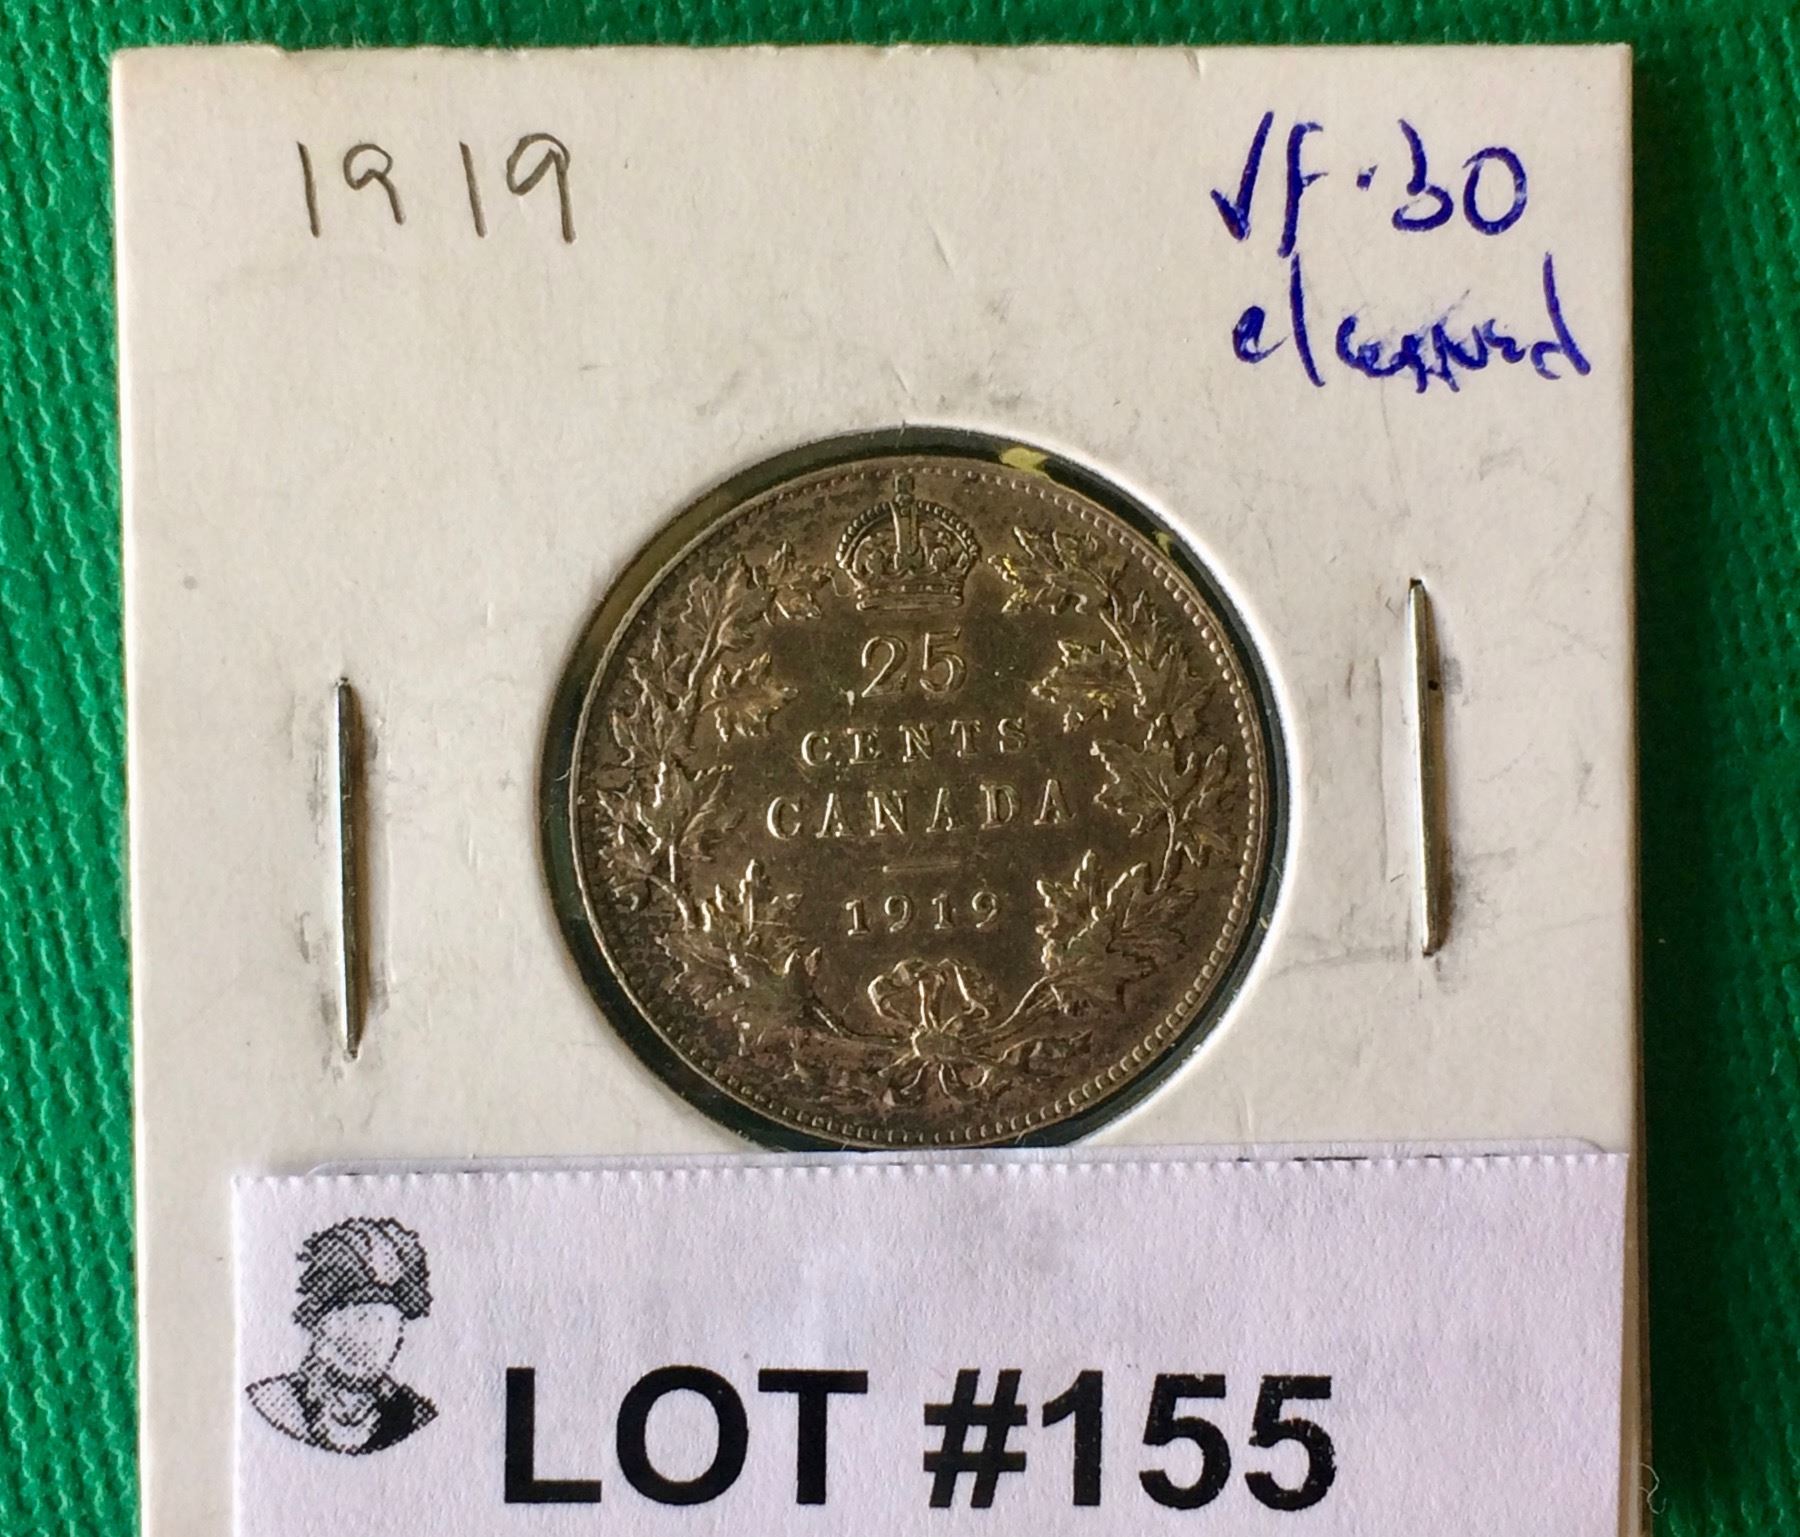 1919
VF-30
cleaned
25
CENTS
CANADA
1919
LOT #155